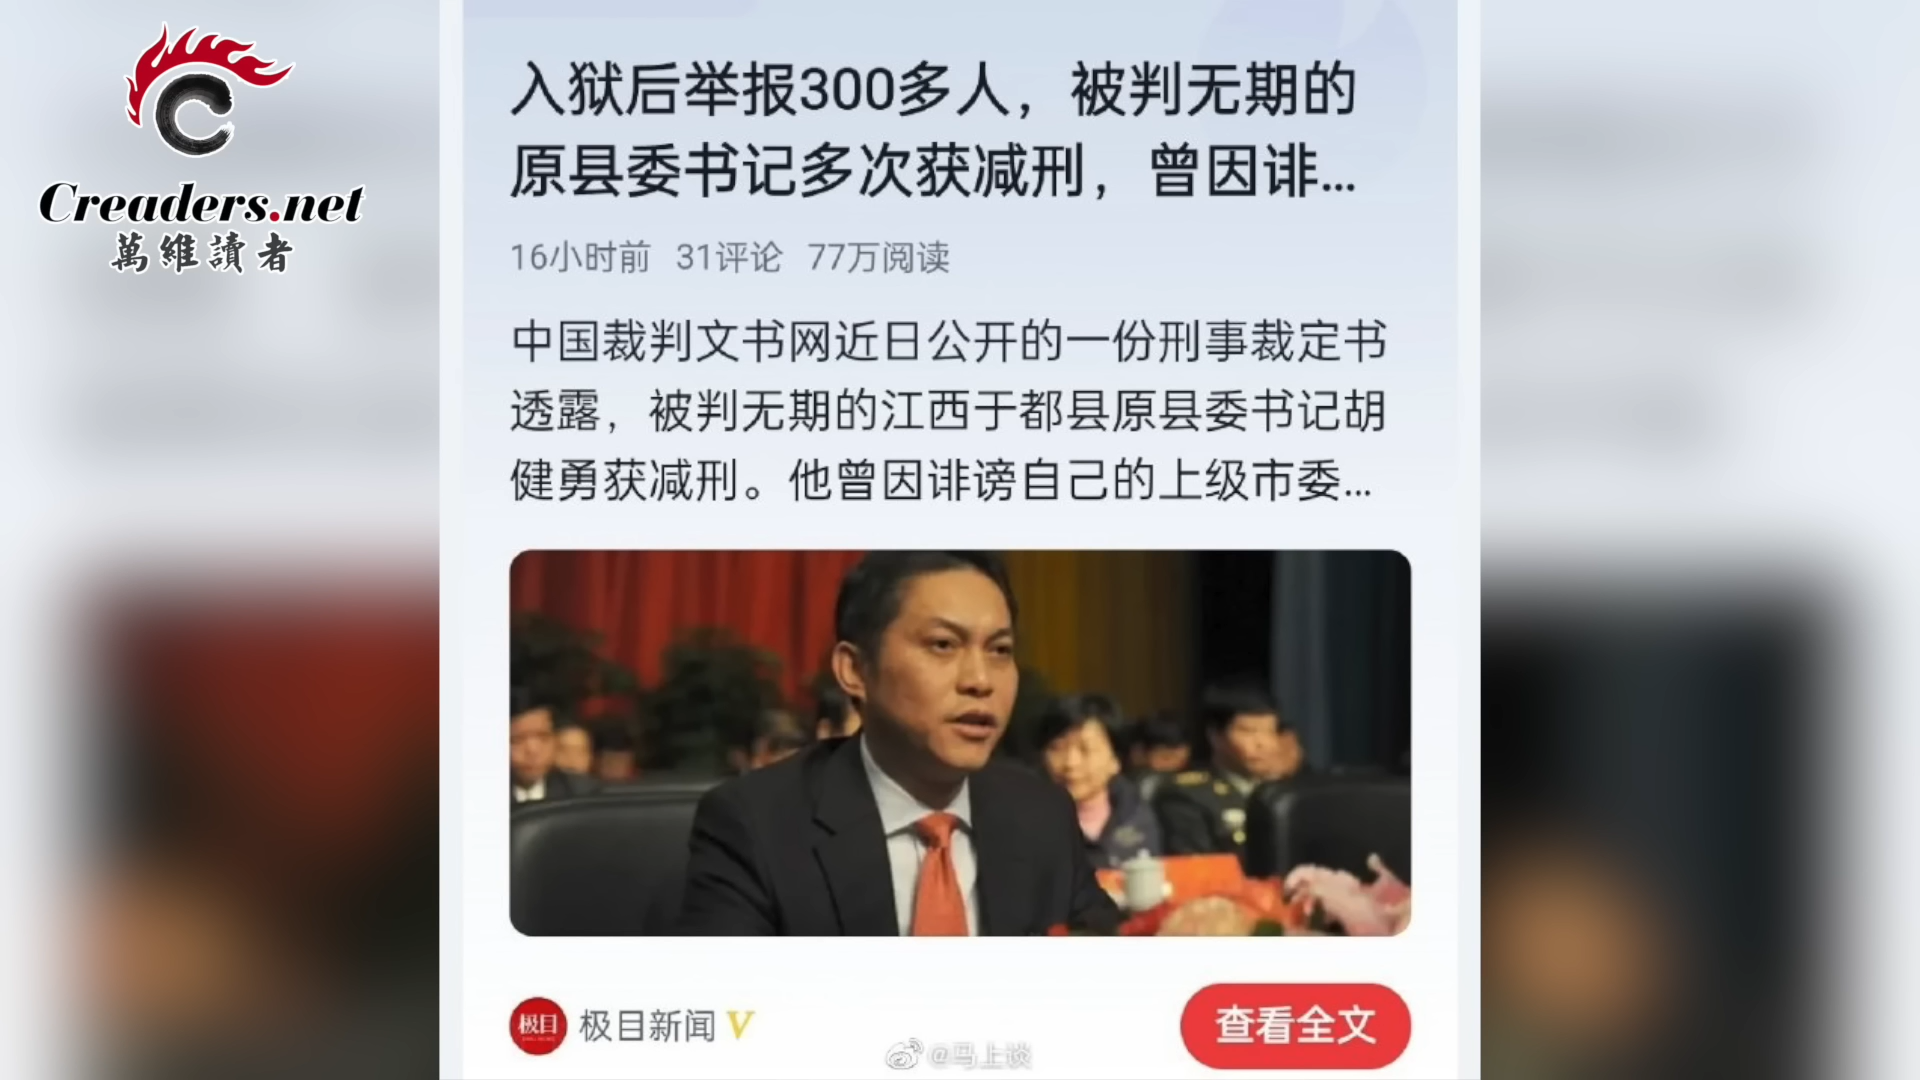 Creaders.net
萬維讀者
入狱后举报300多人，被判无期的
原县委书记多次获减刑，曾因诽...
16小时前 31评论 77万阅读
中国裁判文书网近日公开的一份刑事裁定书
透露，被判无期的江西于都县原县委书记胡
健勇获减刑。他曾因诽谤自己的上级市委...
极目
极目新闻 V
查看全文
@马上谈